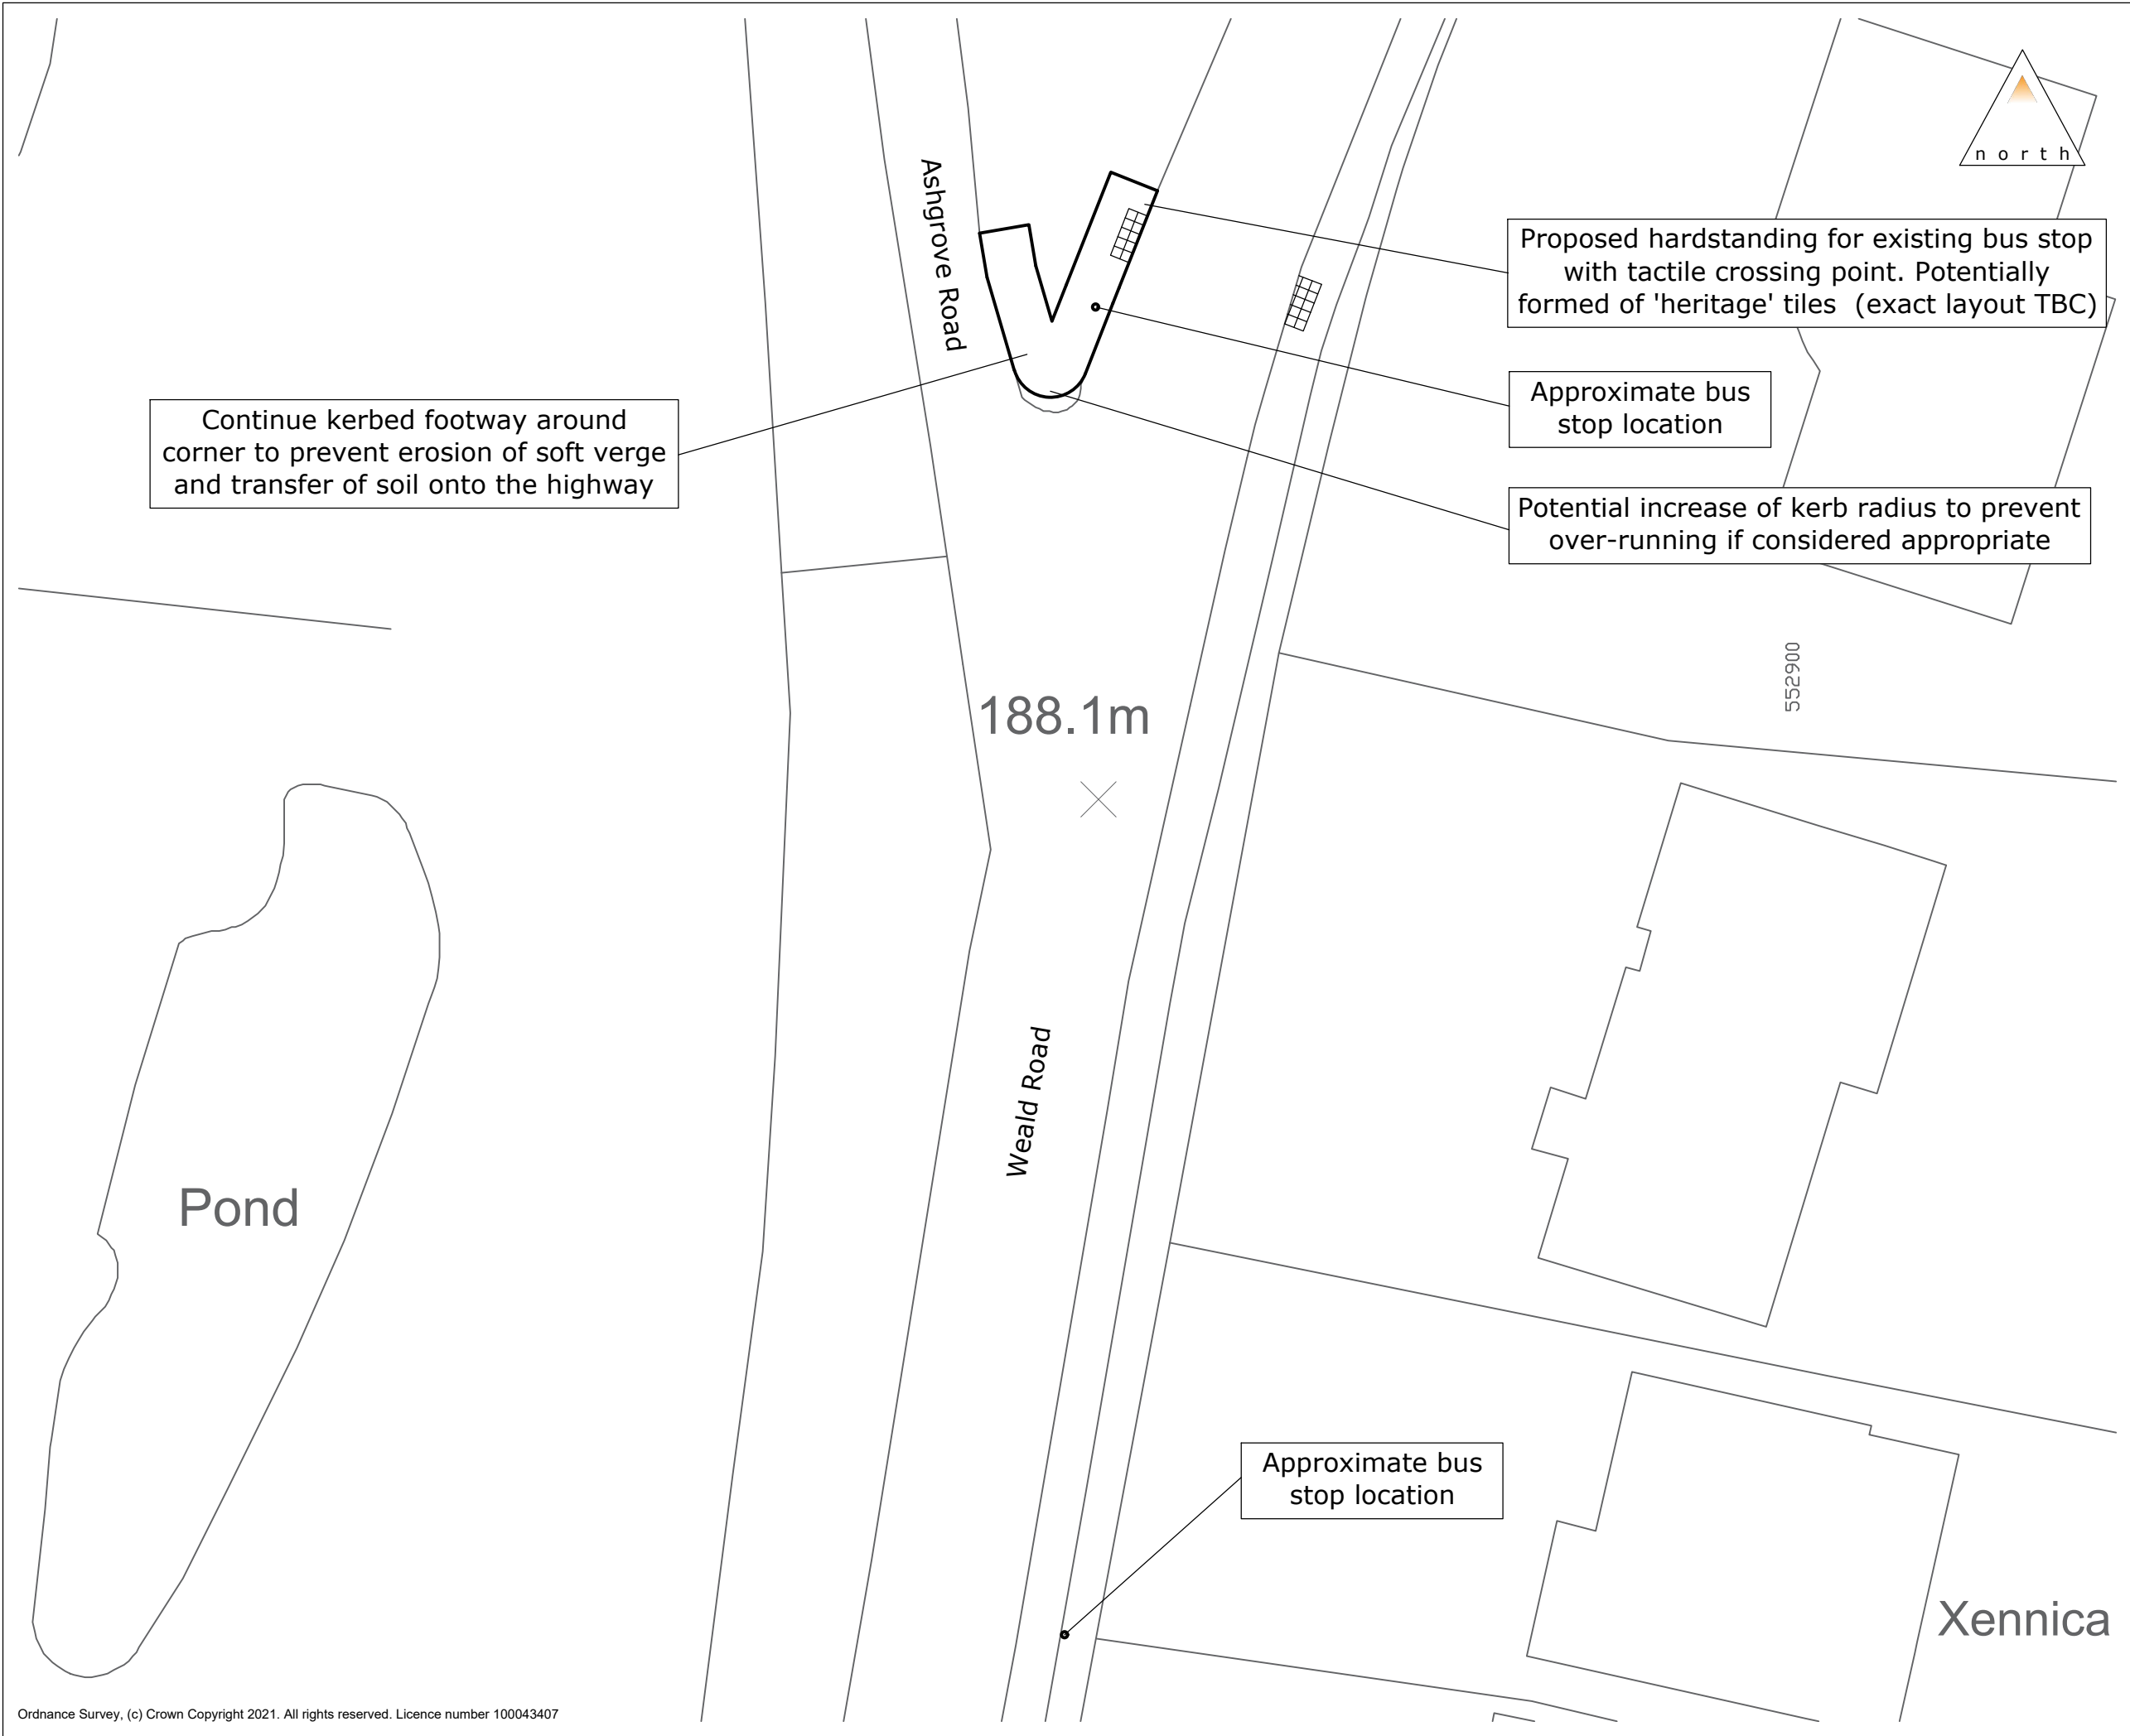 north
Ashgrove Road
Proposed hardstanding for existing bus stop
with tactile crossing point. Potentially
formed of 'heritage' tiles (exact layout TBC)
Approximate bus
stop location
Continue kerbed footway around
corner to prevent erosion of soft verge
and transfer of soil onto the highway
Potential increase of kerb radius to prevent
over-running if considered appropriate
552900
188.1m
Weald Road
Pond
Approximate bus
stop location
Xennica
Ordnance Survey, (c) Crown Copyright 2021. All rights reserved. Licence number 100043407